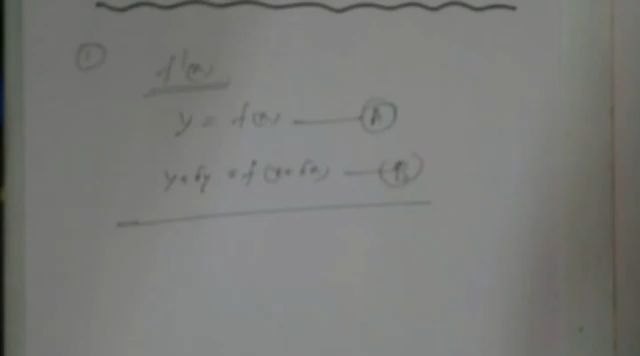 ①
f'(x)
y = f(x) —— Ⓐ
y+δy = f(x+δx) ——